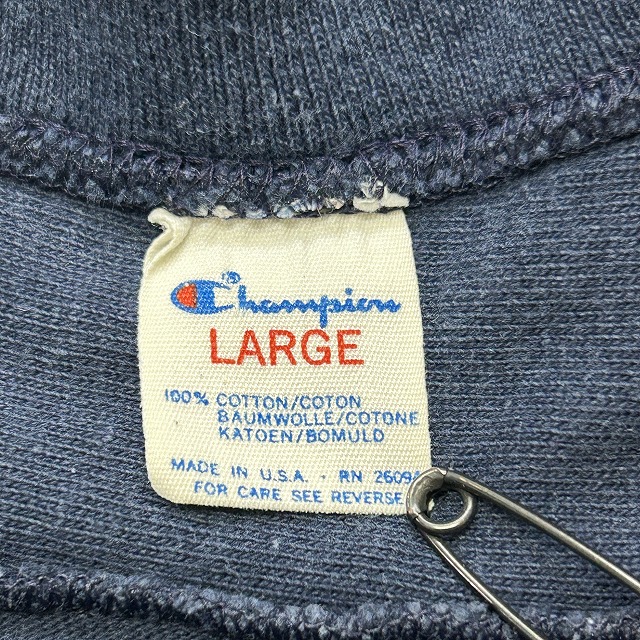 Champion®
LARGE
100% COTTON/COTON
BAUMWOLLE/COTONE
KATOEN/BOMULD
MADE IN U.S.A. - RN 26094
FOR CARE SEE REVERSE